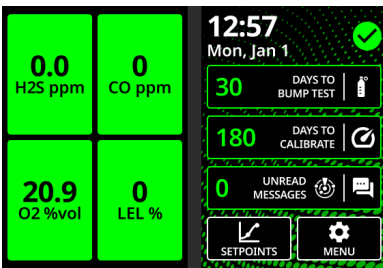 0.0
H2S ppm
0
CO ppm
20.9
O2 %vol
0
LEL %
12:57
Mon, Jan 1
30
DAYS TO
BUMP TEST
180
DAYS TO
CALIBRATE
0
UNREAD
MESSAGES
SETPOINTS
MENU